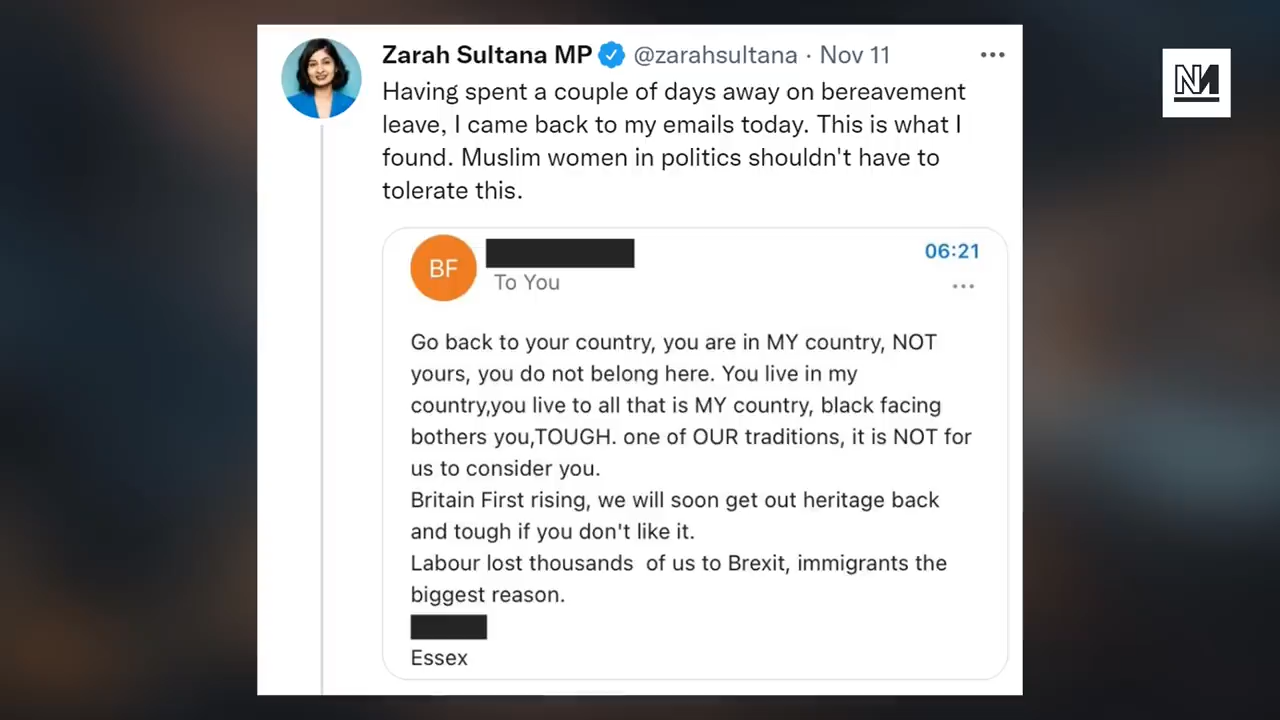 Zarah Sultana MP @zarahsultana · Nov 11
Having spent a couple of days away on bereavement
leave, I came back to my emails today. This is what I
found. Muslim women in politics shouldn't have to
tolerate this.
BF
06:21
To You
Go back to your country, you are in MY country, NOT
yours, you do not belong here. You live in my
country,you live to all that is MY country, black facing
bothers you,TOUGH. one of OUR traditions, it is NOT for
us to consider you.
Britain First rising, we will soon get out heritage back
and tough if you don't like it.
Labour lost thousands  of us to Brexit, immigrants the
biggest reason.
Essex
NM